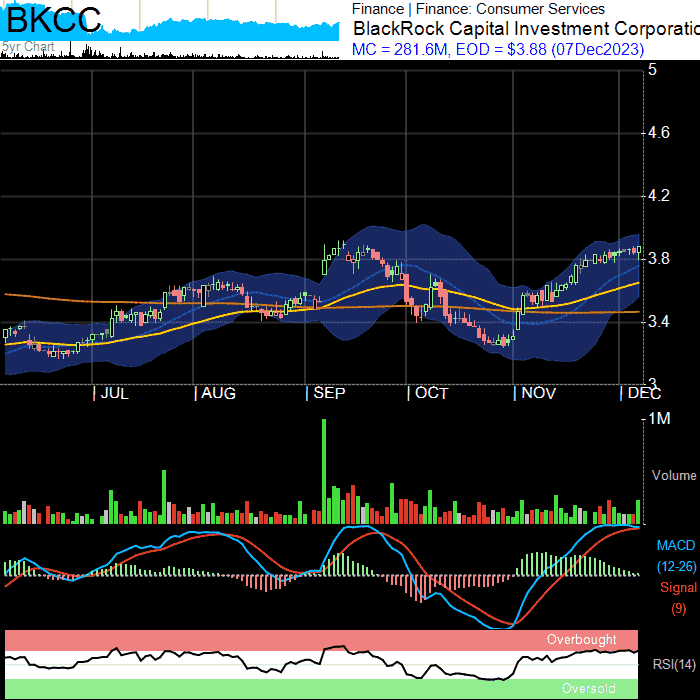 BKCC
5yr Chart
Finance | Finance: Consumer Services
BlackRock Capital Investment Corporatio
MC = 281.6M, EOD = $3.88 (07Dec2023)
5
4.6
4.2
3.8
3.4
3
JUL AUG SEP OCT NOV DEC
1M
Volume
MACD
(12-26)
Signal
(9)
Overbought
RSI(14)
Oversold